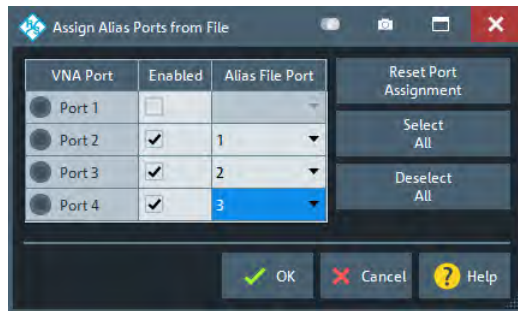 Assign Alias Ports from File
VNA Port Enabled Alias File Port
Port 1
Port 2 1
Port 3 2
Port 4 3
Reset Port
Assignment
Select
All
Deselect
All
OK Cancel ? Help